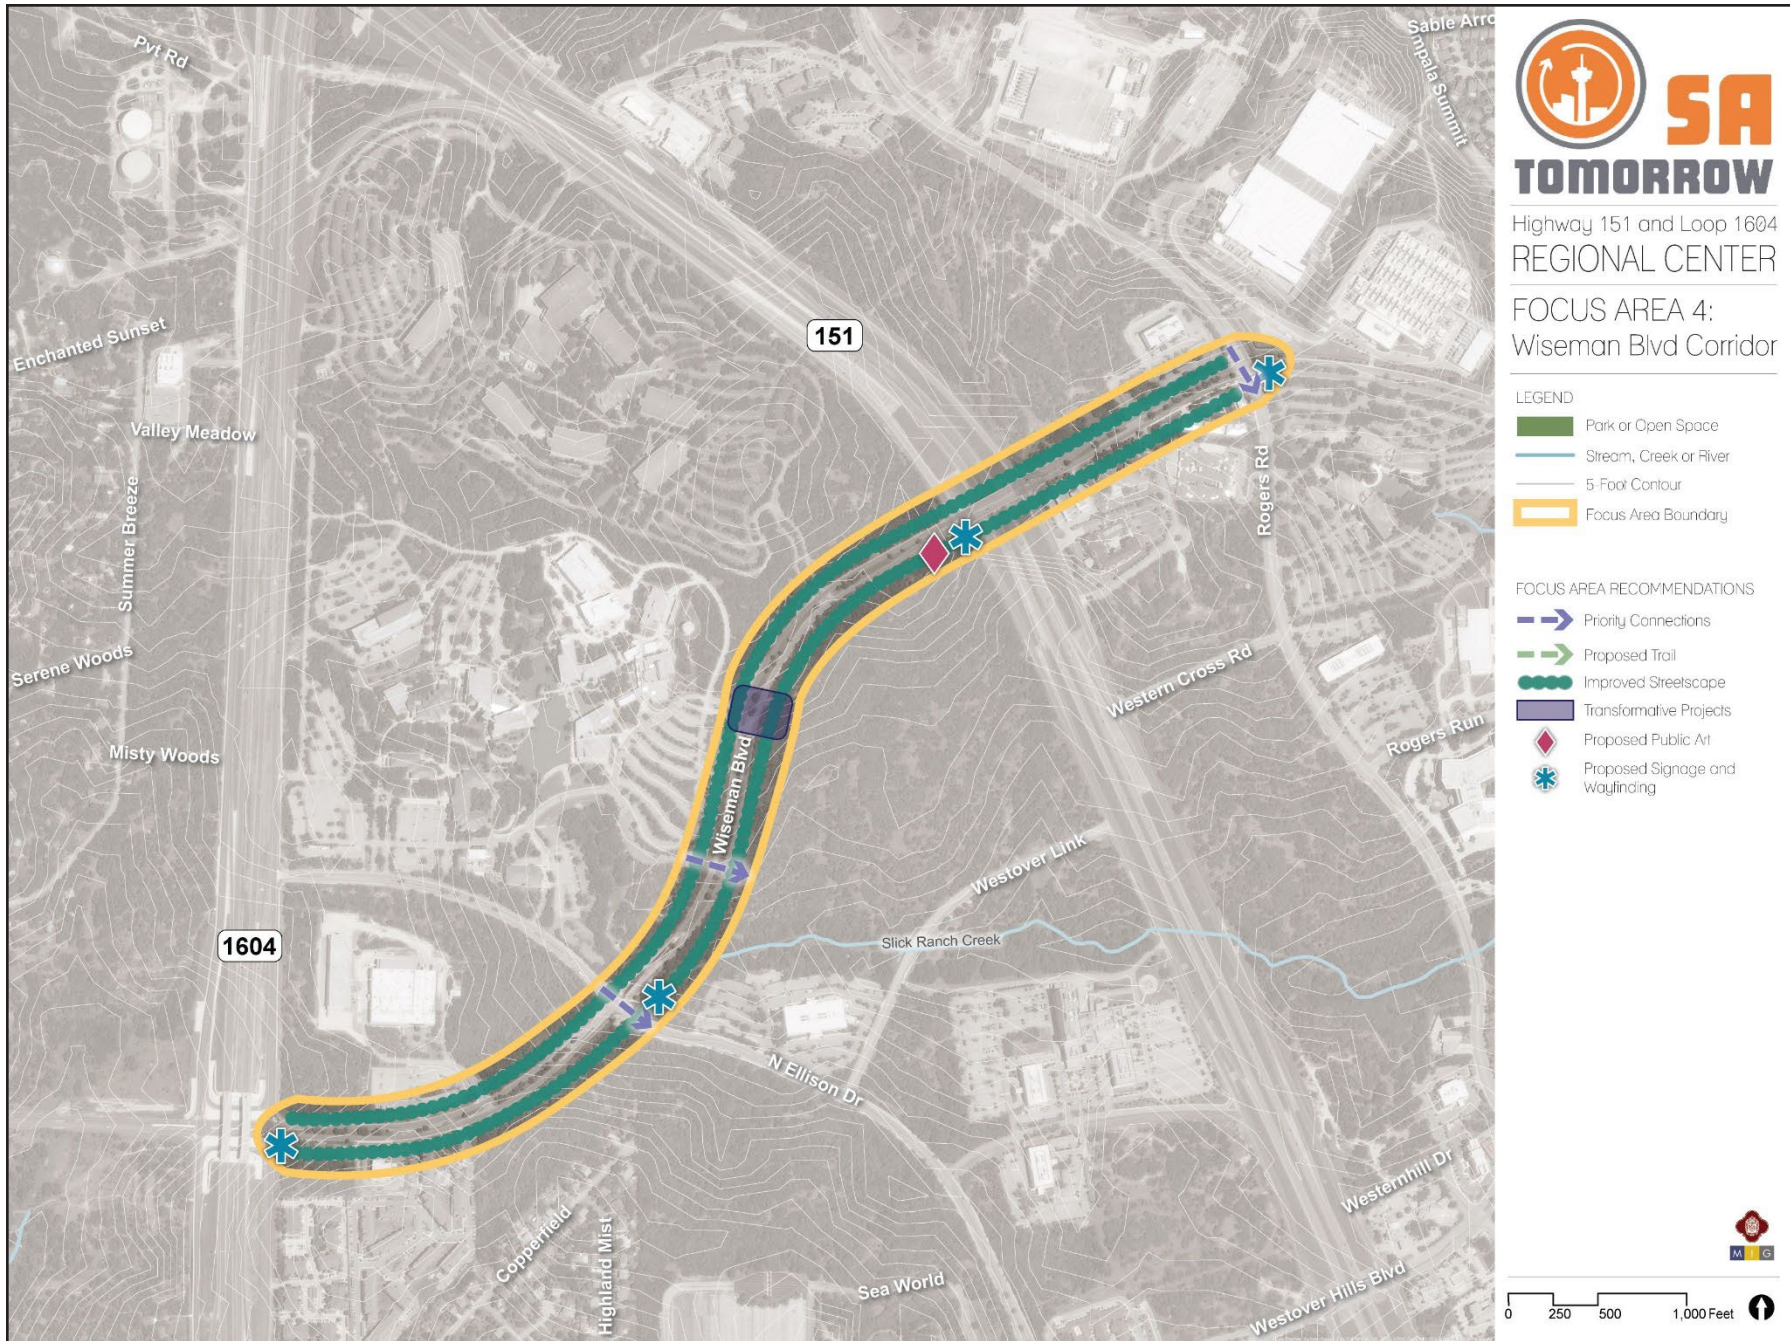 Pvt Rd
Sable Arro
Impala Summit
151
Enchanted Sunset
Valley Meadow
Summer Breeze
Rogers Rd
Serene Woods
Western Cross Rd
Misty Woods
Wiseman Blvd
Rogers Run
Westover Link
1604
Slick Ranch Creek
N Ellison Dr
Westernhill Dr
Copperfield
Highland Mist
Sea World
Westover Hills Blvd
SA
TOMORROW
Highway 151 and Loop 1604
REGIONAL CENTER
FOCUS AREA 4:
Wiseman Blvd Corridor
LEGEND
Park or Open Space
Stream, Creek or River
5-Foot Contour
Focus Area Boundary
FOCUS AREA RECOMMENDATIONS
Priority Connections
Proposed Trail
Improved Streetscape
Transformative Projects
Proposed Public Art
Proposed Signage and
Wayfinding
M I G
0 250 500 1,000 Feet